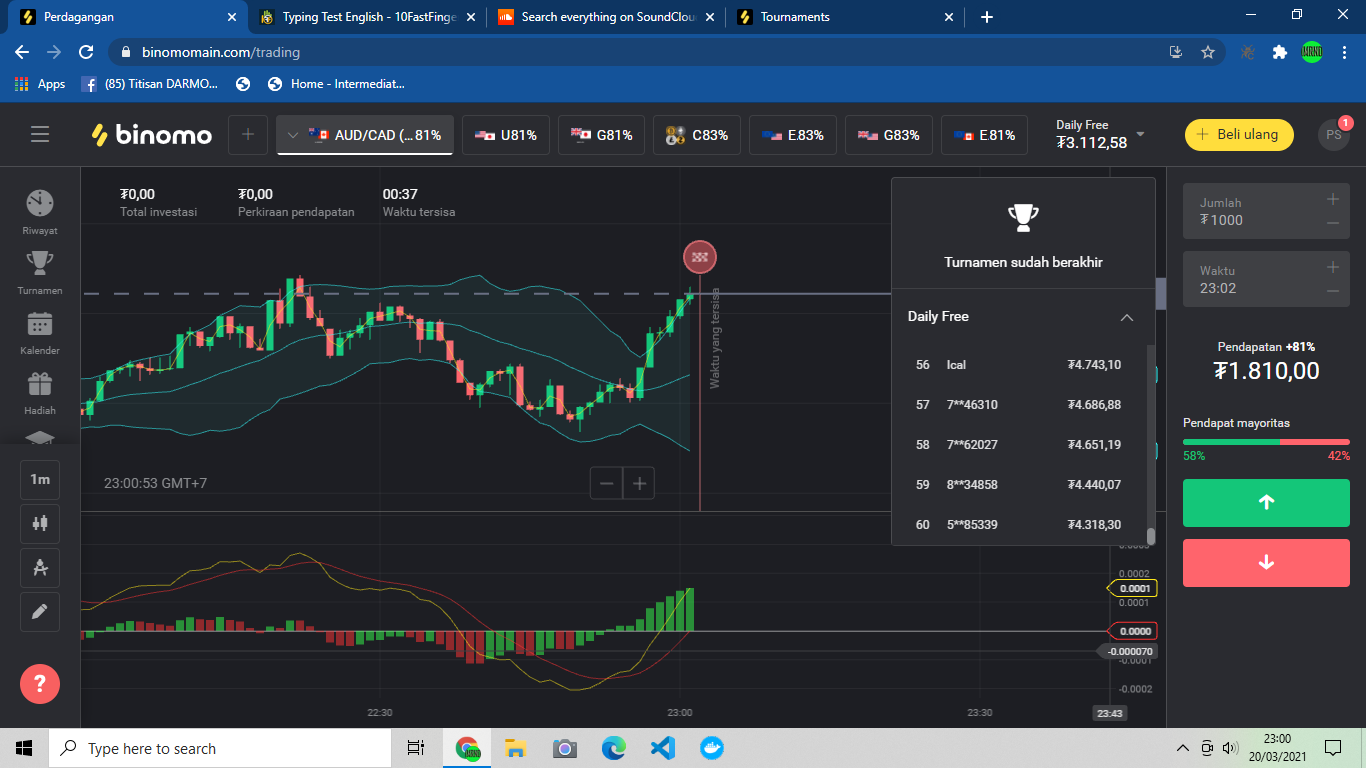 Perdagangan
Typing Test English - 10FastFinge
Search everything on SoundClou
Tournaments
binomomain.com/trading
Apps
(85) Titisan DARMO...
Home - Intermediat...
binomo
AUD/CAD (...81%
U81%
G81%
C83%
E.83%
G83%
E.81%
Daily Free
₮3.112,58
Beli ulang
PS
1
Riwayat
Turnamen
Kalender
Hadiah
1m
?
₮0,00
Total investasi
₮0,00
Perkiraan pendapatan
00:37
Waktu tersisa
Waktu yang tersisa
23:00:53 GMT+7
Turnamen sudah berakhir
Daily Free
56 Ical ₮4.743,10
57 7**46310 ₮4.686,88
58 7**62027 ₮4.651,19
59 8**34858 ₮4.440,07
60 5**85339 ₮4.318,30
0.0002
0.0001
0.0001
0.0000
-0.000070
-0.0001
-0.0002
22:30
23:00
23:30
23:43
Jumlah
₮1000
Waktu
23:02
Pendapatan +81%
₮1.810,00
Pendapat mayoritas
58%
42%
Type here to search
23:00
20/03/2021